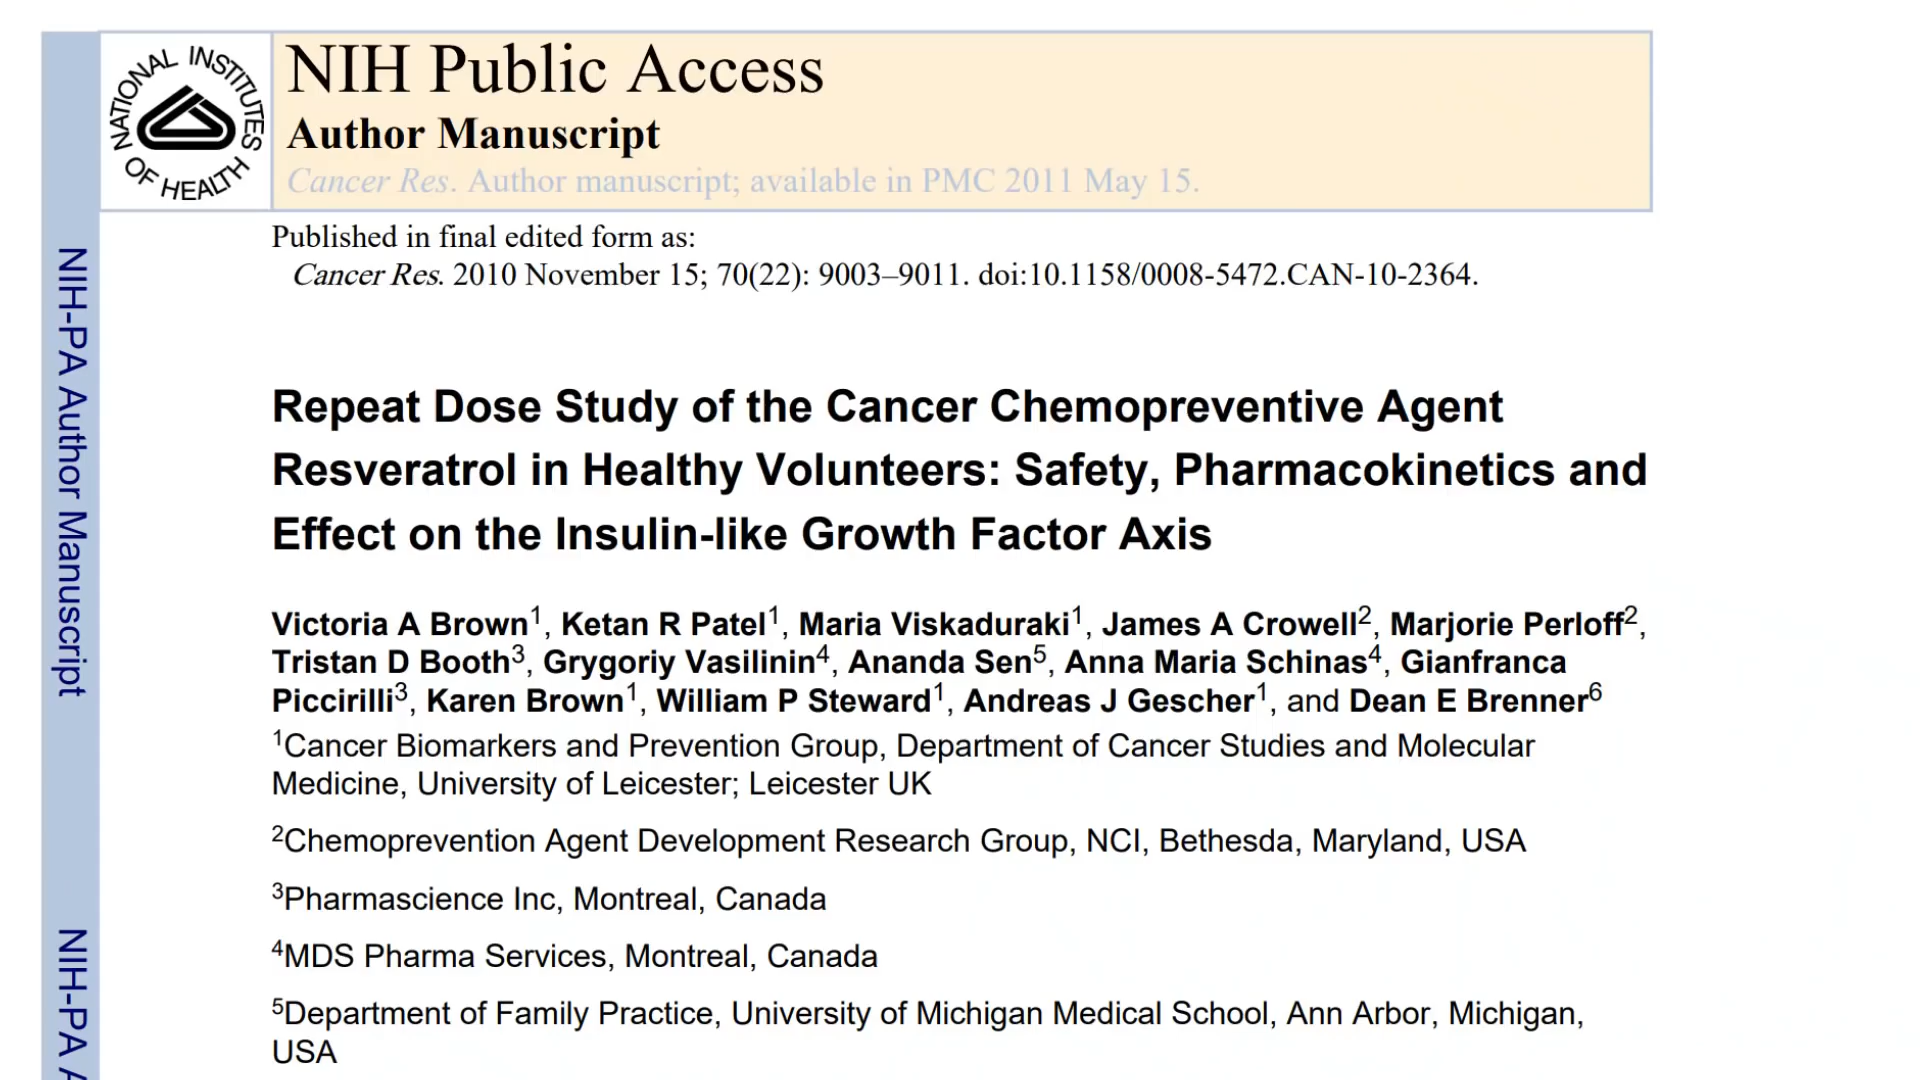 NATIONAL INSTITUTES OF HEALTH
NIH Public Access
Author Manuscript
Cancer Res. Author manuscript; available in PMC 2011 May 15.
Published in final edited form as:
Cancer Res. 2010 November 15; 70(22): 9003–9011. doi:10.1158/0008-5472.CAN-10-2364.
Repeat Dose Study of the Cancer Chemopreventive Agent
Resveratrol in Healthy Volunteers: Safety, Pharmacokinetics and
Effect on the Insulin-like Growth Factor Axis
Victoria A Brown1, Ketan R Patel1, Maria Viskaduraki1, James A Crowell2, Marjorie Perloff2,
Tristan D Booth3, Grygoriy Vasilinin4, Ananda Sen5, Anna Maria Schinas4, Gianfranca
Piccirilli3, Karen Brown1, William P Steward1, Andreas J Gescher1, and Dean E Brenner6
1Cancer Biomarkers and Prevention Group, Department of Cancer Studies and Molecular
Medicine, University of Leicester; Leicester UK
2Chemoprevention Agent Development Research Group, NCI, Bethesda, Maryland, USA
3Pharmascience Inc, Montreal, Canada
4MDS Pharma Services, Montreal, Canada
5Department of Family Practice, University of Michigan Medical School, Ann Arbor, Michigan,
USA
NIH-PA Author Manuscript
NIH-PA A